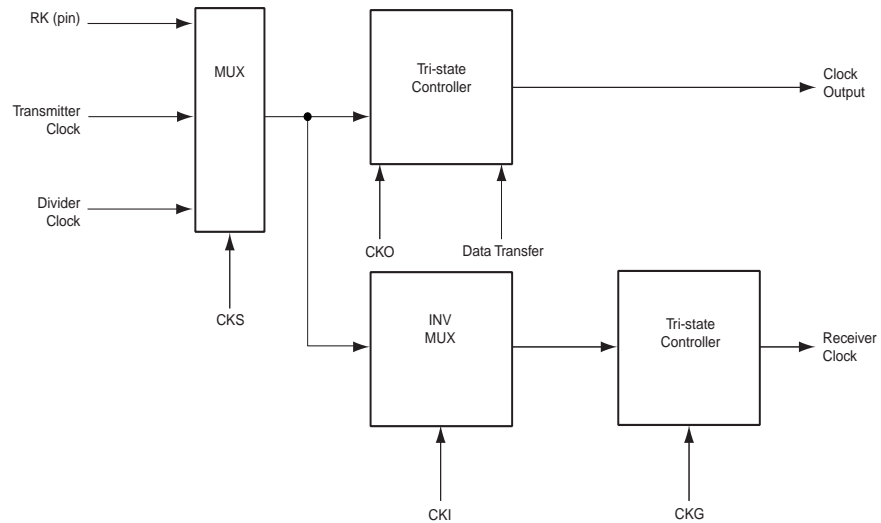 RK (pin)
MUX
Tri-state
Controller
Clock
Output
Transmitter
Clock
Divider
Clock
CKO
Data Transfer
CKS
INV
MUX
Tri-state
Controller
Receiver
Clock
CKI
CKG